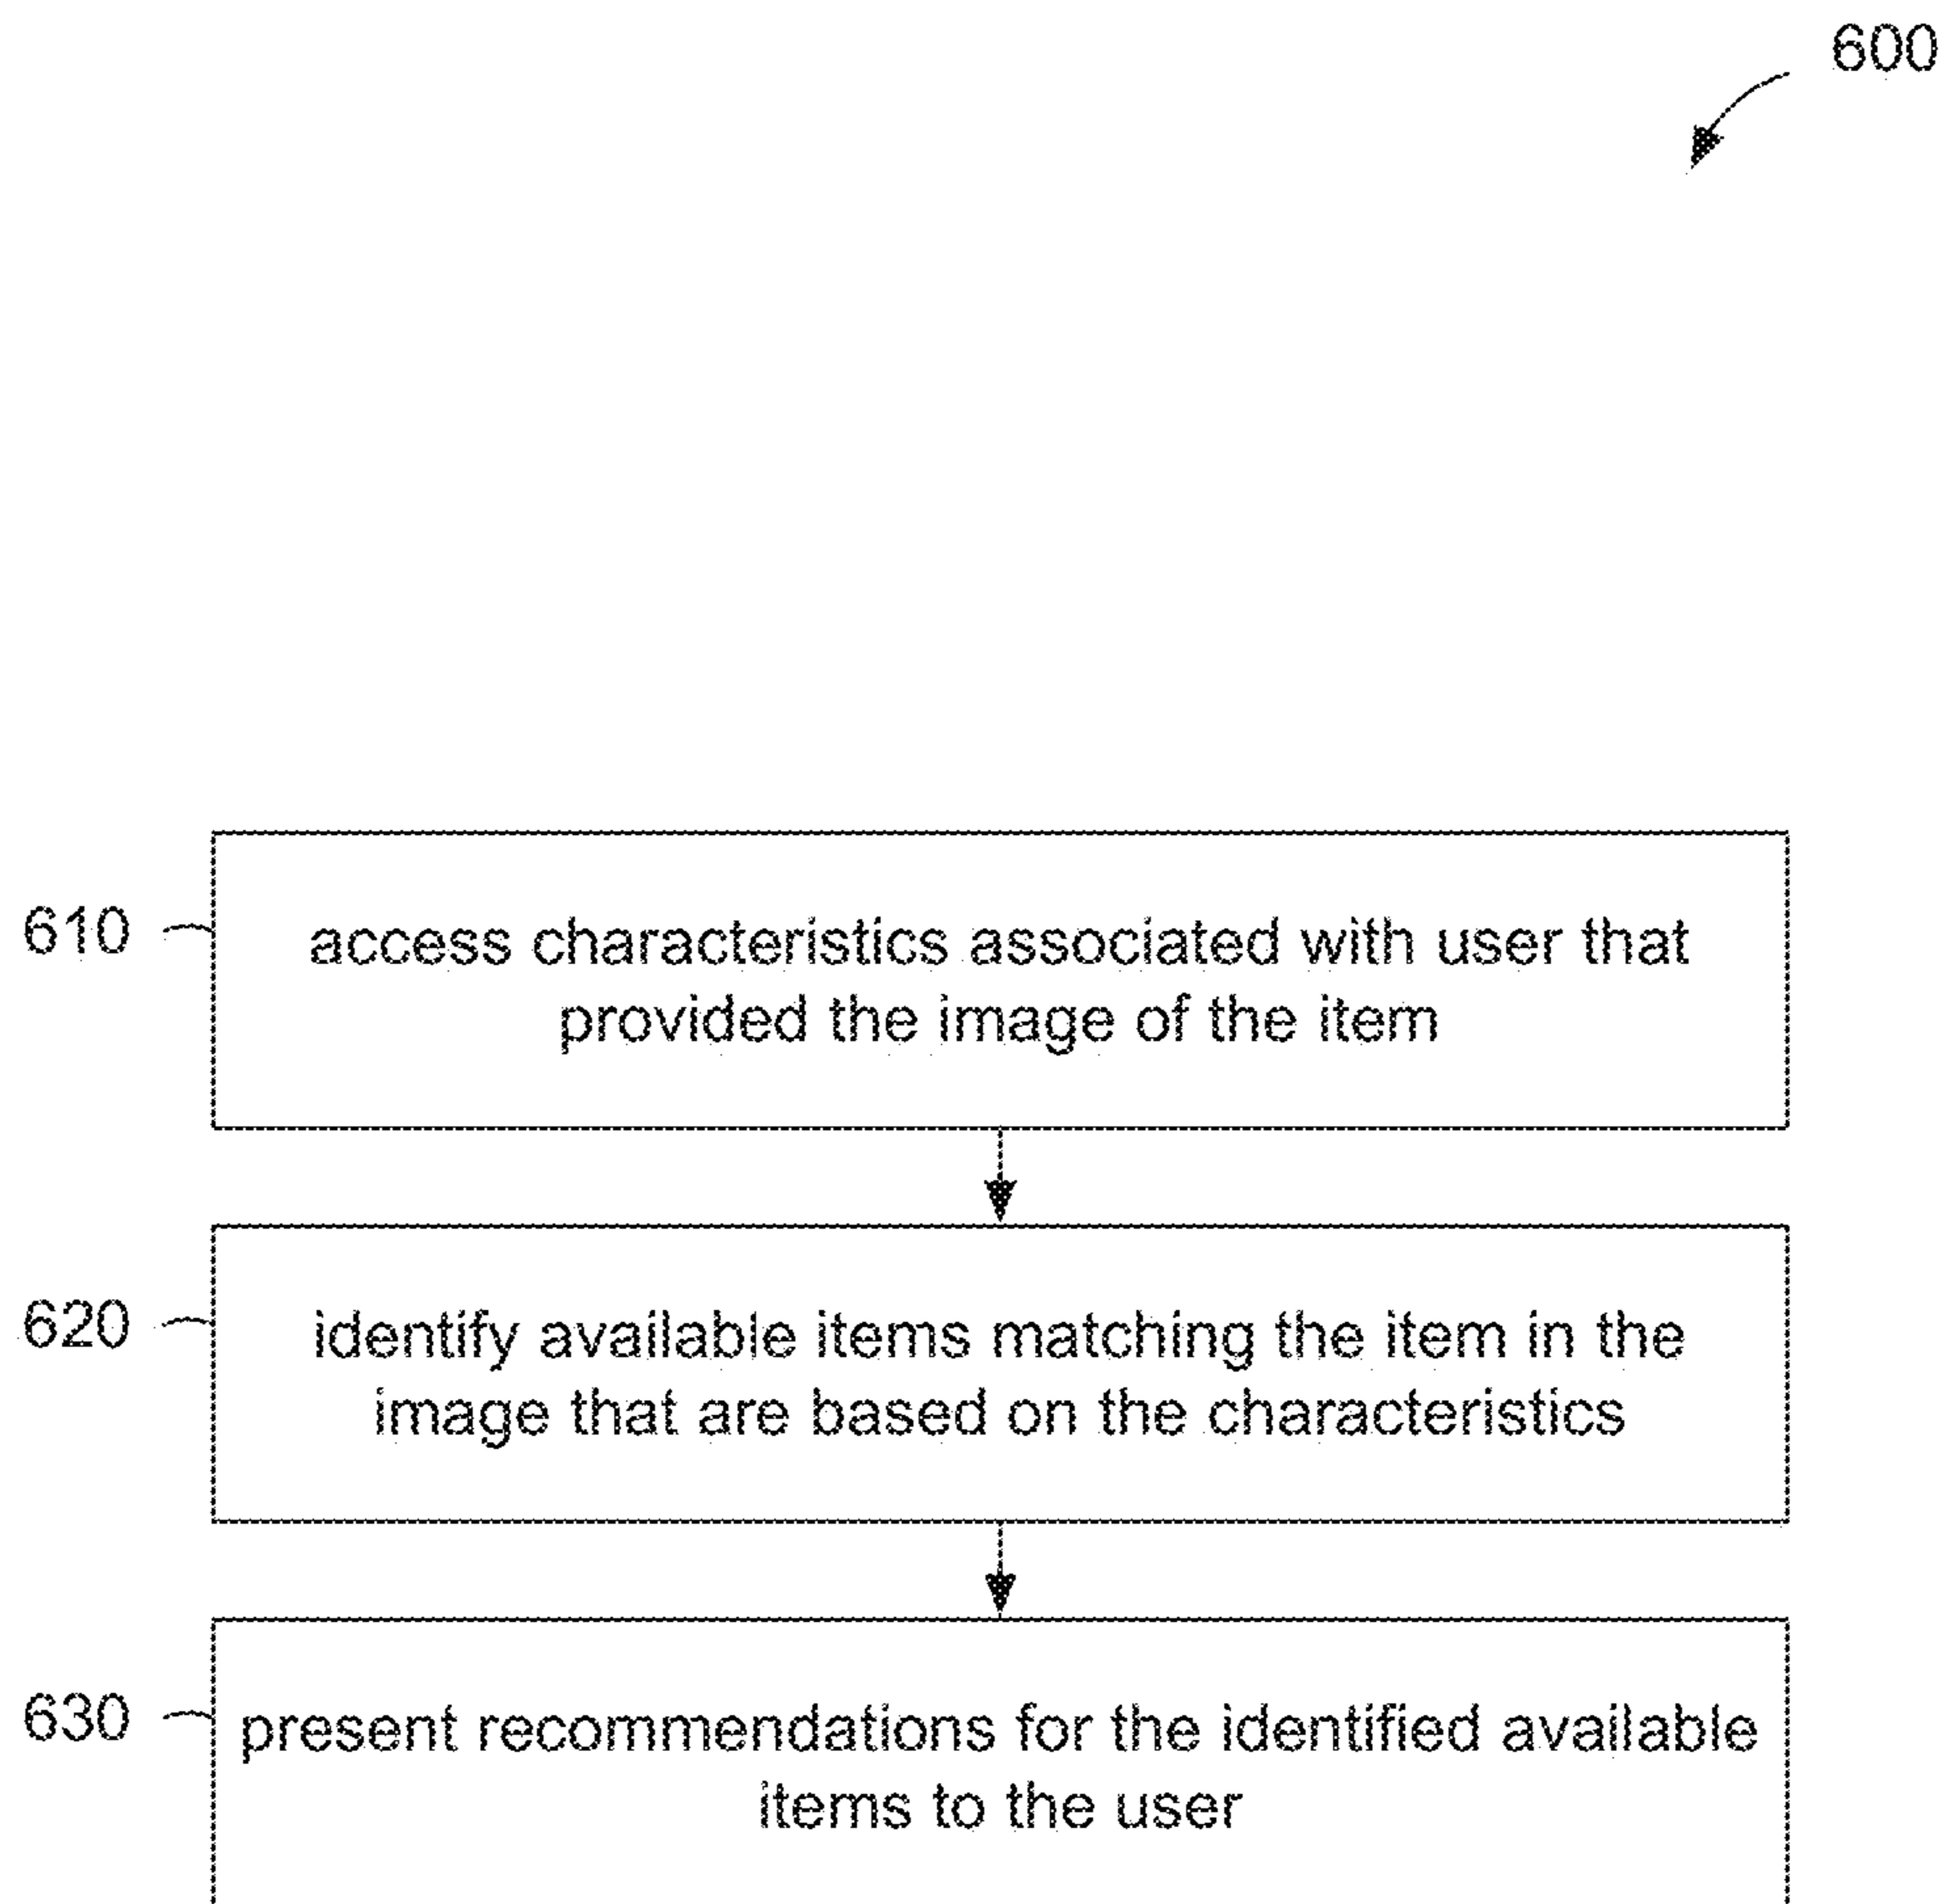 600
610
access characteristics associated with user that
provided the image of the item
620
identify available items matching the item in the
image that are based on the characteristics
630
present recommendations for the identified available
items to the user